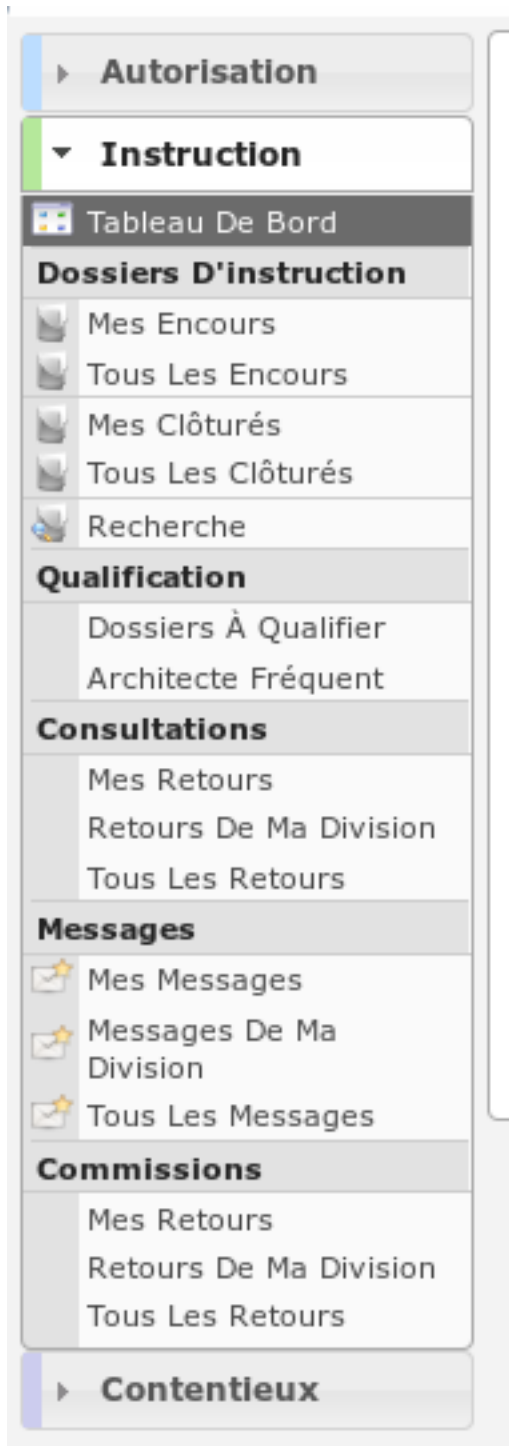 Autorisation
Instruction
Tableau De Bord
Dossiers D'instruction
Mes Encours
Tous Les Encours
Mes Clôturés
Tous Les Clôturés
Recherche
Qualification
Dossiers À Qualifier
Architecte Fréquent
Consultations
Mes Retours
Retours De Ma Division
Tous Les Retours
Messages
Mes Messages
Messages De Ma
Division
Tous Les Messages
Commissions
Mes Retours
Retours De Ma Division
Tous Les Retours
Contentieux